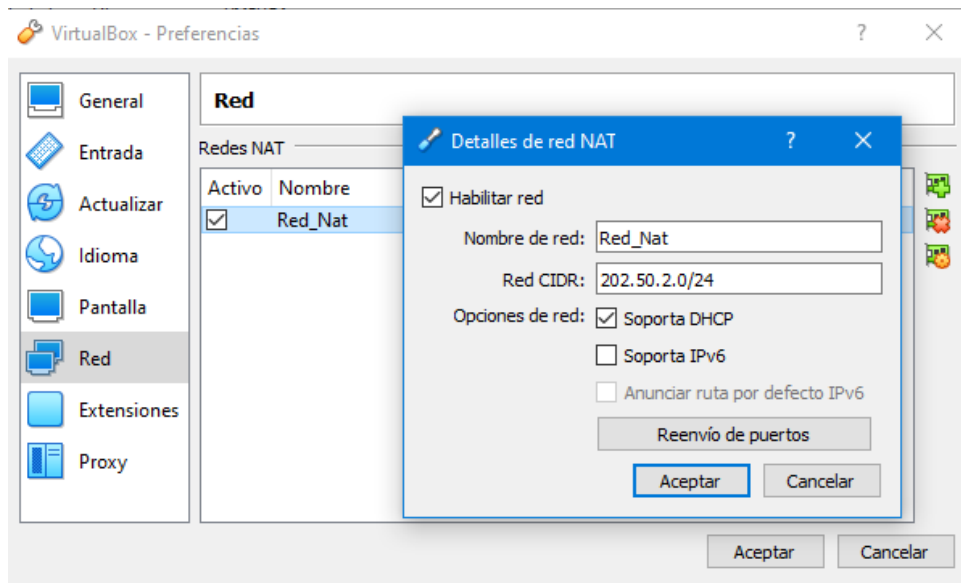 VirtualBox - Preferencias
General
Entrada
Actualizar
Idioma
Pantalla
Red
Extensiones
Proxy
Red
Redes NAT
Activo Nombre
Red_Nat
Detalles de red NAT
Habilitar red
Nombre de red: Red_Nat
Red CIDR: 202.50.2.0/24
Opciones de red: Soporta DHCP
Soporta IPv6
Anunciar ruta por defecto IPv6
Reenvío de puertos
Aceptar Cancelar
Aceptar Cancelar